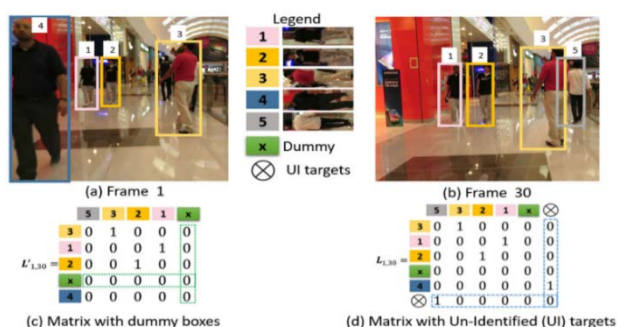 4
1 2
3
Legend
1
2
3
4
5
x Dummy
UI targets
3
1 2
5
(a) Frame 1
(b) Frame 30
5 3 2 1 x
3 0 1 0 0 0
1 0 0 0 1 0
L'1,30 = 2 0 0 1 0 0
x 0 0 0 0 0
4 0 0 0 0 0
5 3 2 1 x ⊗
3 0 1 0 0 0 0
1 0 0 0 1 0 0
2 0 0 1 0 0 0
L1,30 = x 0 0 0 0 0 0
4 0 0 0 0 0 1
⊗ 1 0 0 0 0 0
(c) Matrix with dummy boxes
(d) Matrix with Un-Identified (UI) targets